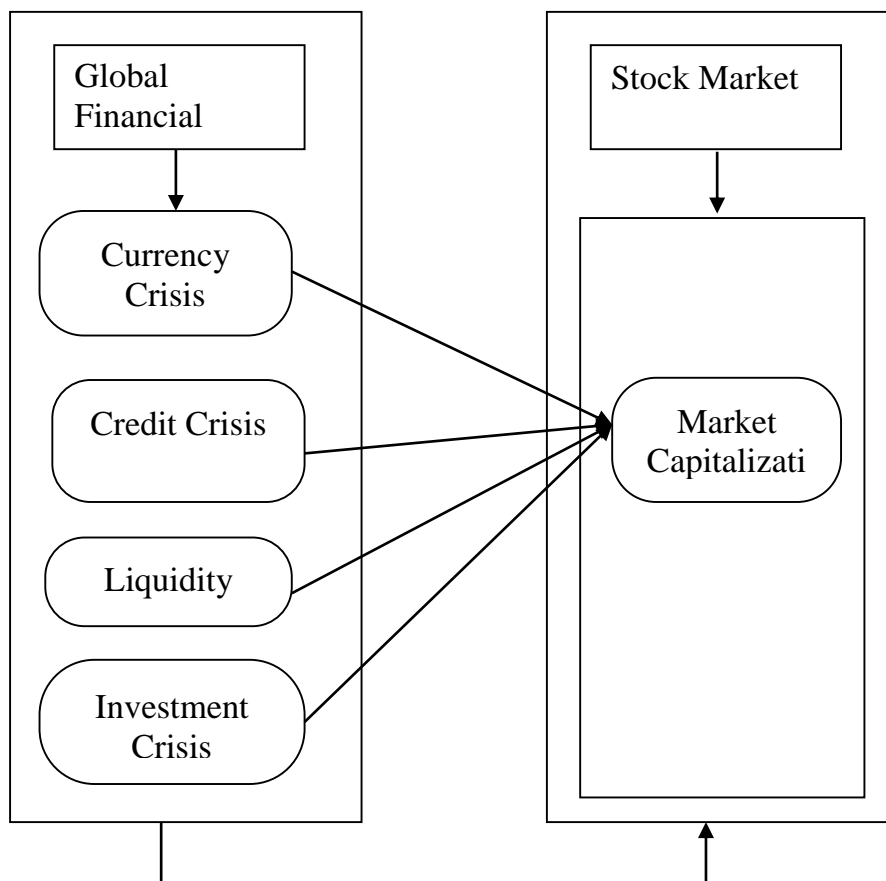 Global
Financial
Stock Market
Currency
Crisis
Credit Crisis
Market
Capitalizati
Liquidity
Investment
Crisis